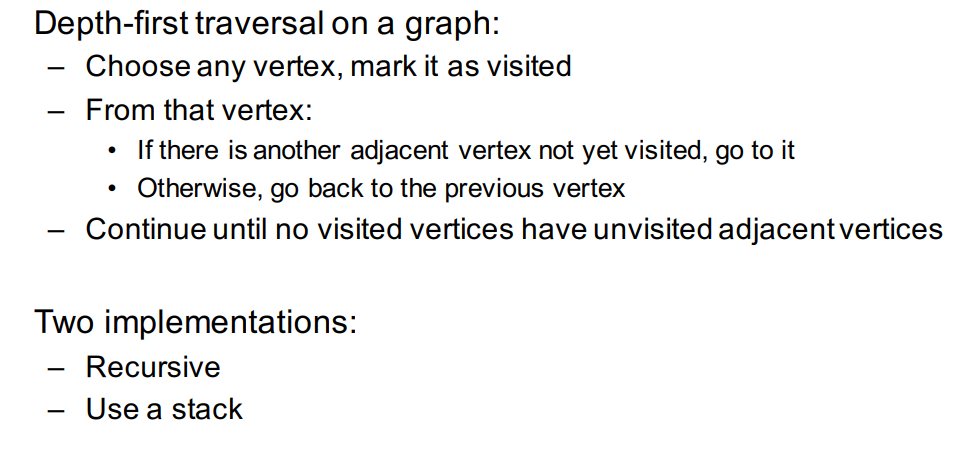 Depth-first traversal on a graph:
– Choose any vertex, mark it as visited
– From that vertex:
• If there is another adjacent vertex not yet visited, go to it
• Otherwise, go back to the previous vertex
– Continue until no visited vertices have unvisited adjacent vertices
Two implementations:
– Recursive
– Use a stack